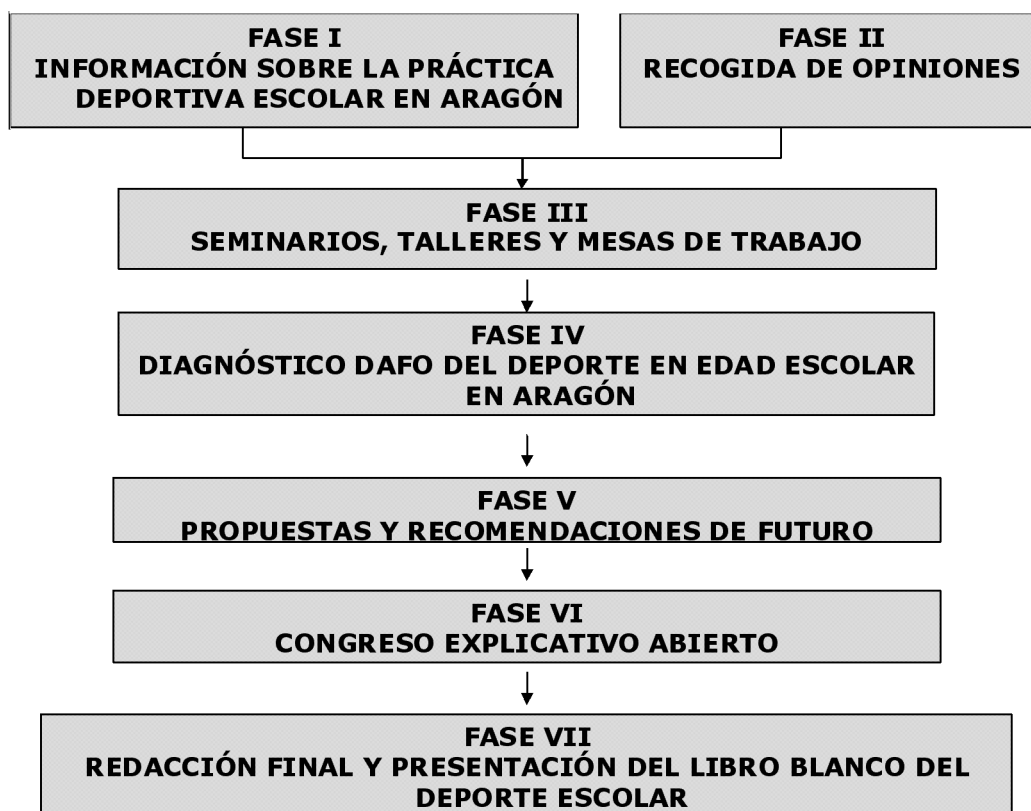 FASE I
INFORMACIÓN SOBRE LA PRÁCTICA
DEPORTIVA ESCOLAR EN ARAGÓN
FASE II
RECOGIDA DE OPINIONES
FASE III
SEMINARIOS, TALLERES Y MESAS DE TRABAJO
FASE IV
DIAGNÓSTICO DAFO DEL DEPORTE EN EDAD ESCOLAR
EN ARAGÓN
FASE V
PROPUESTAS Y RECOMENDACIONES DE FUTURO
FASE VI
CONGRESO EXPLICATIVO ABIERTO
FASE VII
REDACCIÓN FINAL Y PRESENTACIÓN DEL LIBRO BLANCO DEL
DEPORTE ESCOLAR